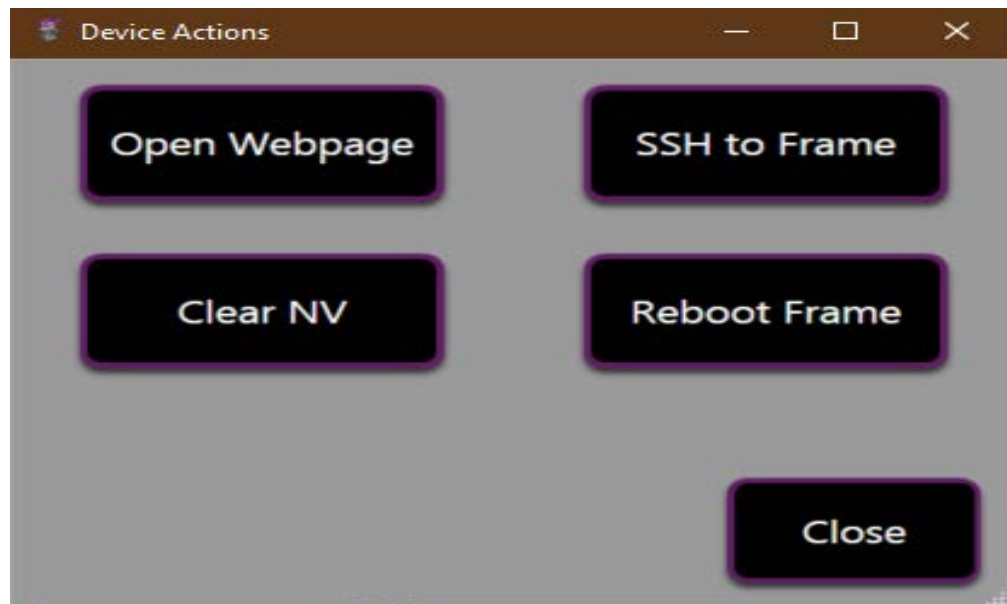 Device Actions
Open Webpage
SSH to Frame
Clear NV
Reboot Frame
Close